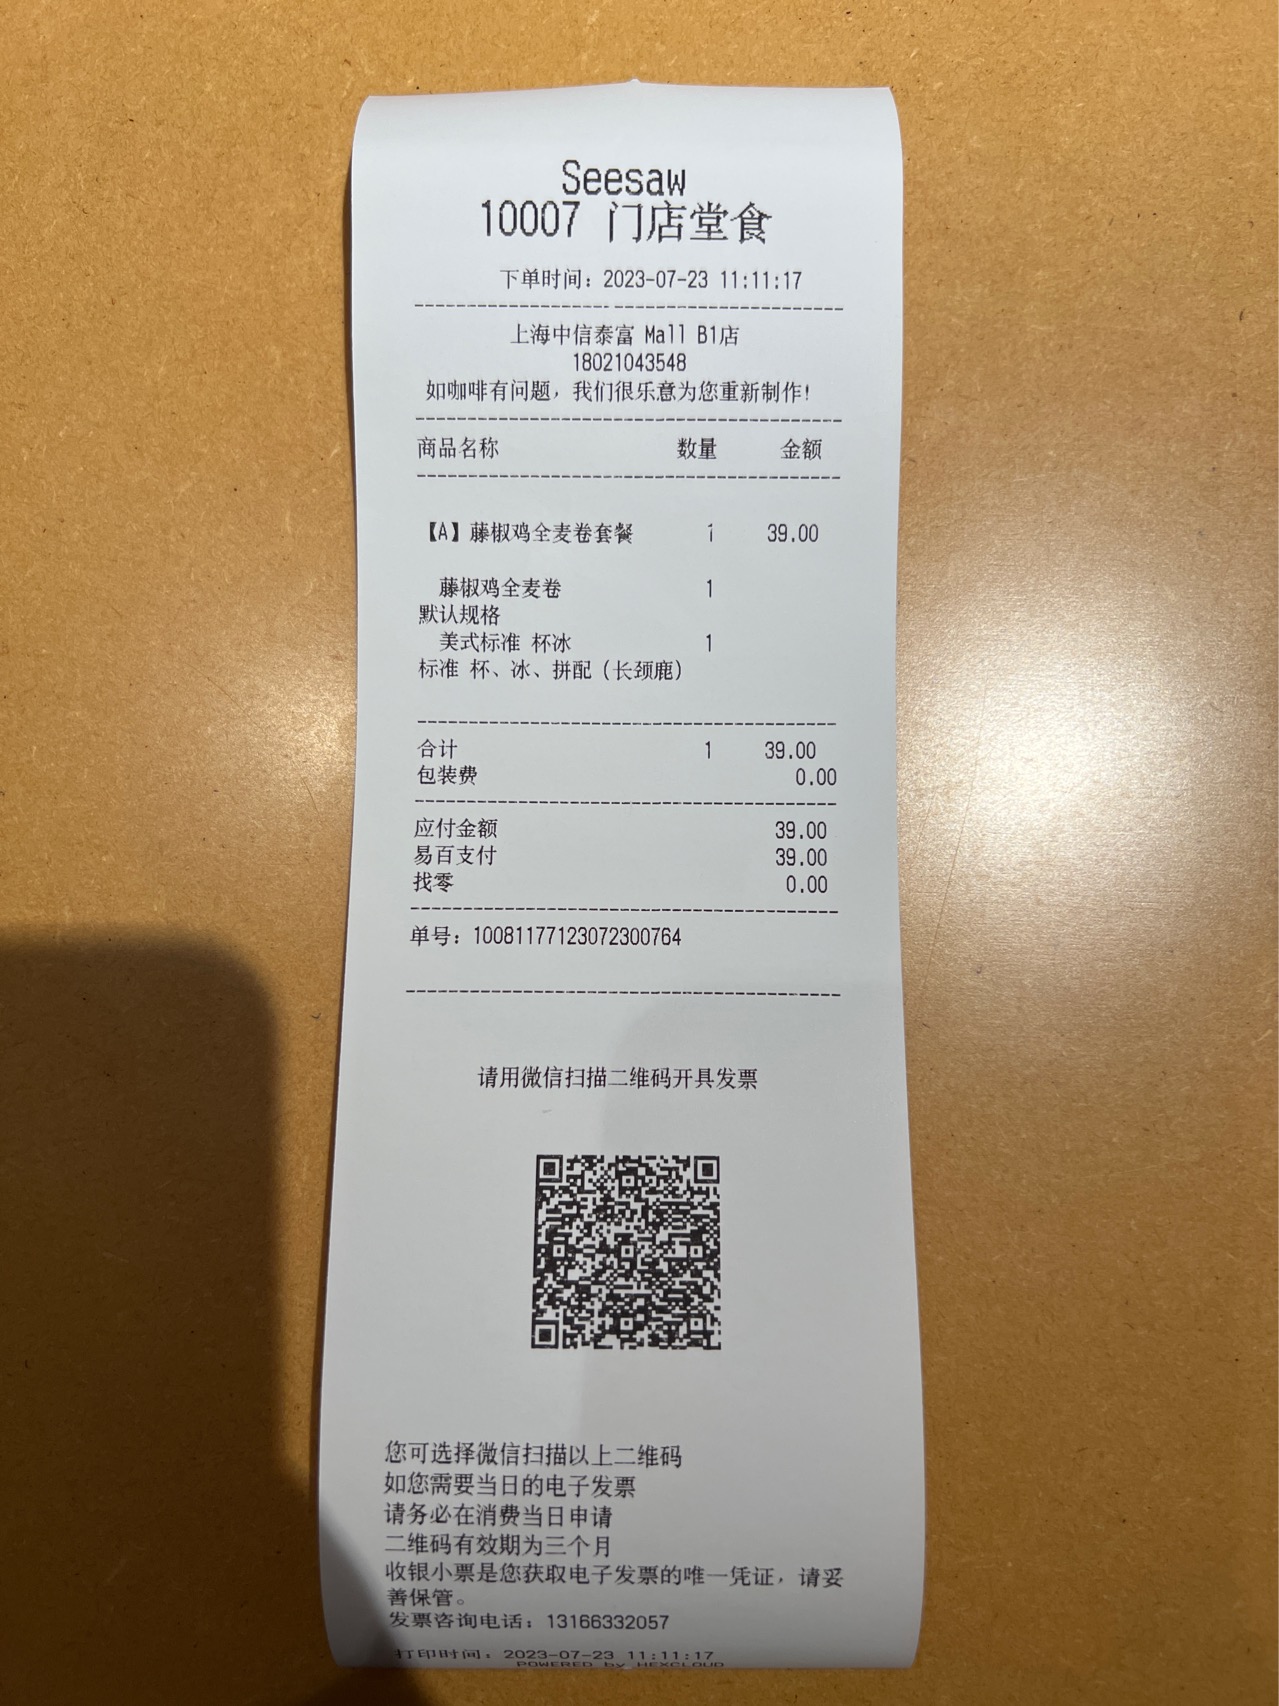 Seesaw
10007 门店堂食
下单时间：2023-07-23 11:11:17
上海中信泰富 Mall B1店
18021043548
如咖啡有问题，我们很乐意为您重新制作！
商品名称 数量 金额
【A】藤椒鸡全麦卷套餐 1 39.00
藤椒鸡全麦卷 1
默认规格
美式标准 杯冰 1
标准 杯、冰、拼配（长颈鹿）
合计 1 39.00
包装费 0.00
应付金额 39.00
易百支付 39.00
找零 0.00
单号：10081177123072300764
请用微信扫描二维码开具发票
您可选择微信扫描以上二维码
如您需要当日的电子发票
请务必在消费当日申请
二维码有效期为三个月
收银小票是您获取电子发票的唯一凭证，请妥
善保管。
发票咨询电话：13166332057
打印时间：2023-07-23 11:11:17
POWERED by HEXCLOUD